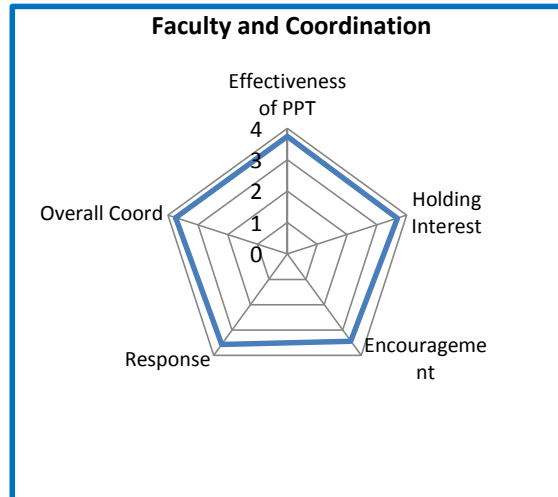 Faculty and Coordination
Effectiveness
of PPT
4
3
2
1
0
Holding
Interest
Encourageme
nt
Response
Overall Coord